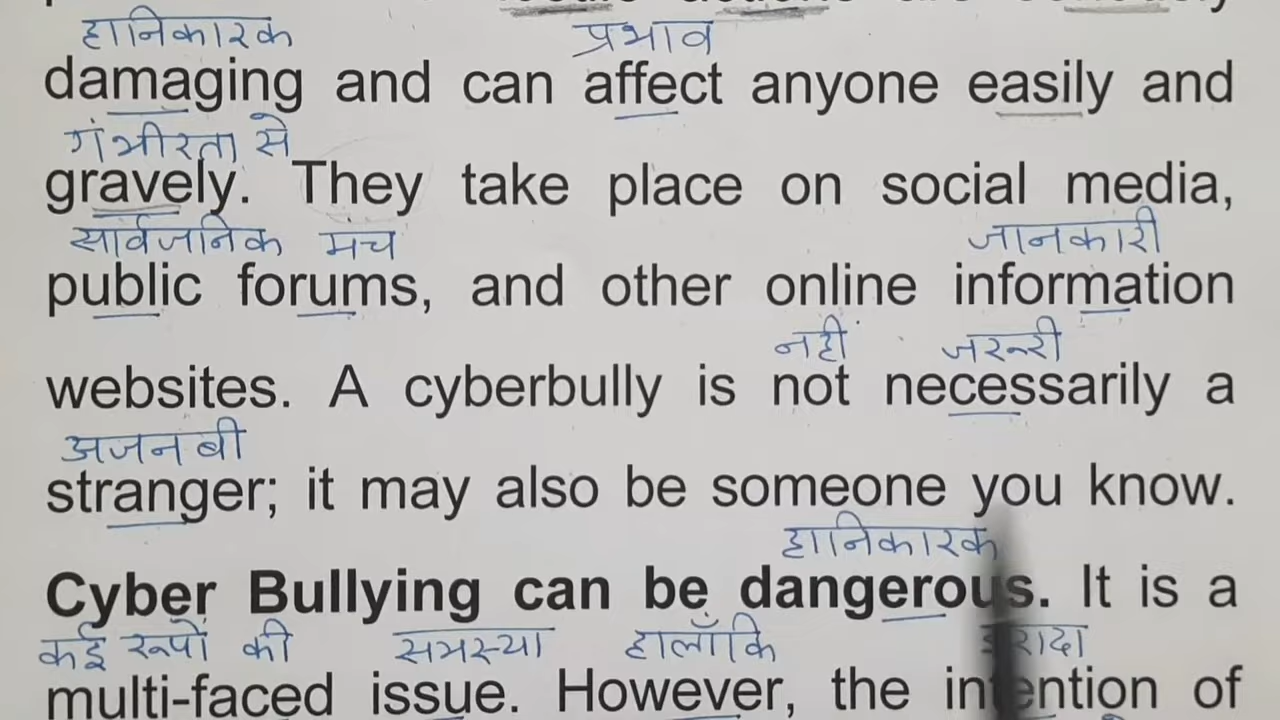 हानिकारक प्रभाव
damaging and can affect anyone easily and
गंभीरता से
gravely. They take place on social media,
सार्वजनिक मंच जानकारी
public forums, and other online information
नही जरूरी
websites. A cyberbully is not necessarily a
अजनबी
stranger; it may also be someone you know.
हानिकारक
Cyber Bullying can be dangerous. It is a
कई रूपों की समस्या हालाँकि इरादा
multi-faced issue. However, the intention of